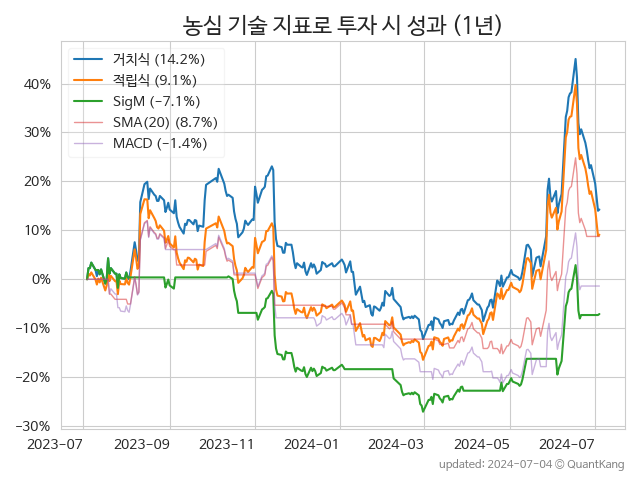 농심 기술 지표로 투자 시 성과 (1년)
거치식 (14.2%)
적립식 (9.1%)
SigM (−7.1%)
SMA(20) (8.7%)
MACD (−1.4%)
40%
30%
20%
10%
0%
−10%
−20%
−30%
2023-07 2023-09 2023-11 2024-01 2024-03 2024-05 2024-07
updated: 2024-07-04 © QuantKang